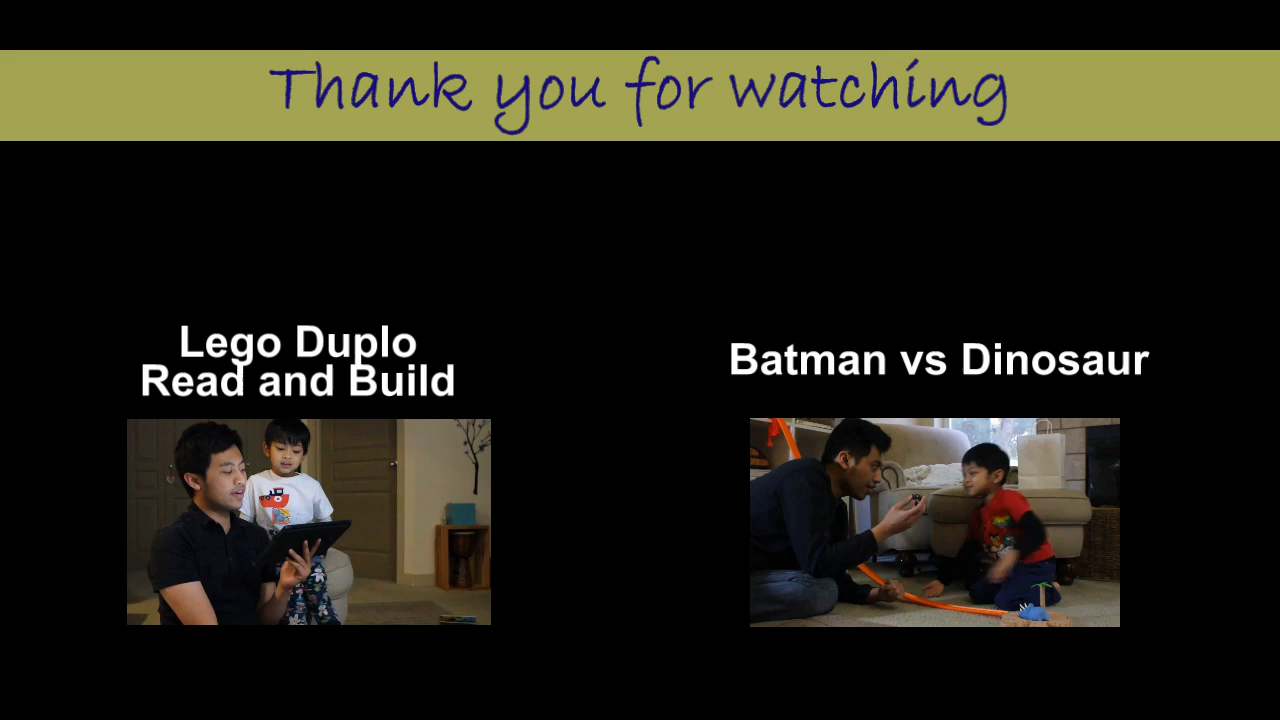 Thank you for watching
Lego Duplo
Read and Build
Batman vs Dinosaur